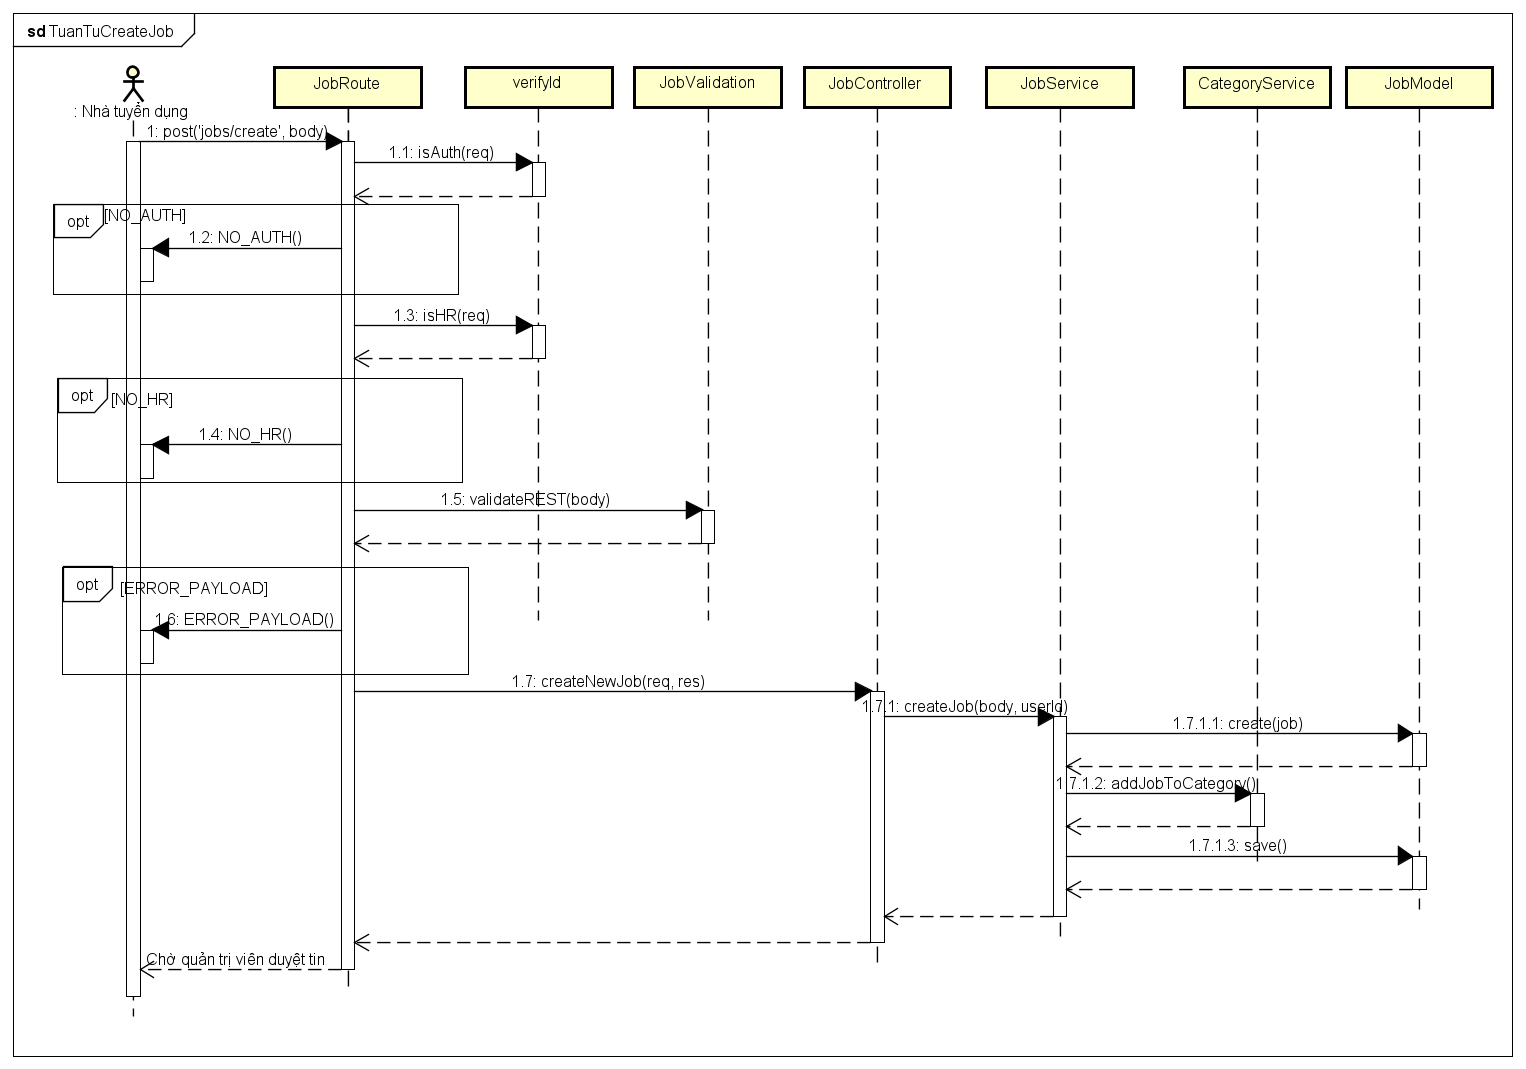 sd TuanTuCreateJob
: Nhà tuyển dụng
JobRoute
verifyId
JobValidation
JobController
JobService
CategoryService
JobModel
1: post('jobs/create', body)
1.1: isAuth(req)
opt
[NO_AUTH]
1.2: NO_AUTH()
1.3: isHR(req)
opt
[NO_HR]
1.4: NO_HR()
1.5: validateREST(body)
opt
[ERROR_PAYLOAD]
1.6: ERROR_PAYLOAD()
1.7: createNewJob(req, res)
1.7.1: createJob(body, userId)
1.7.1.1: create(job)
1.7.1.2: addJobToCategory()
1.7.1.3: save()
Chờ quản trị viên duyệt tin